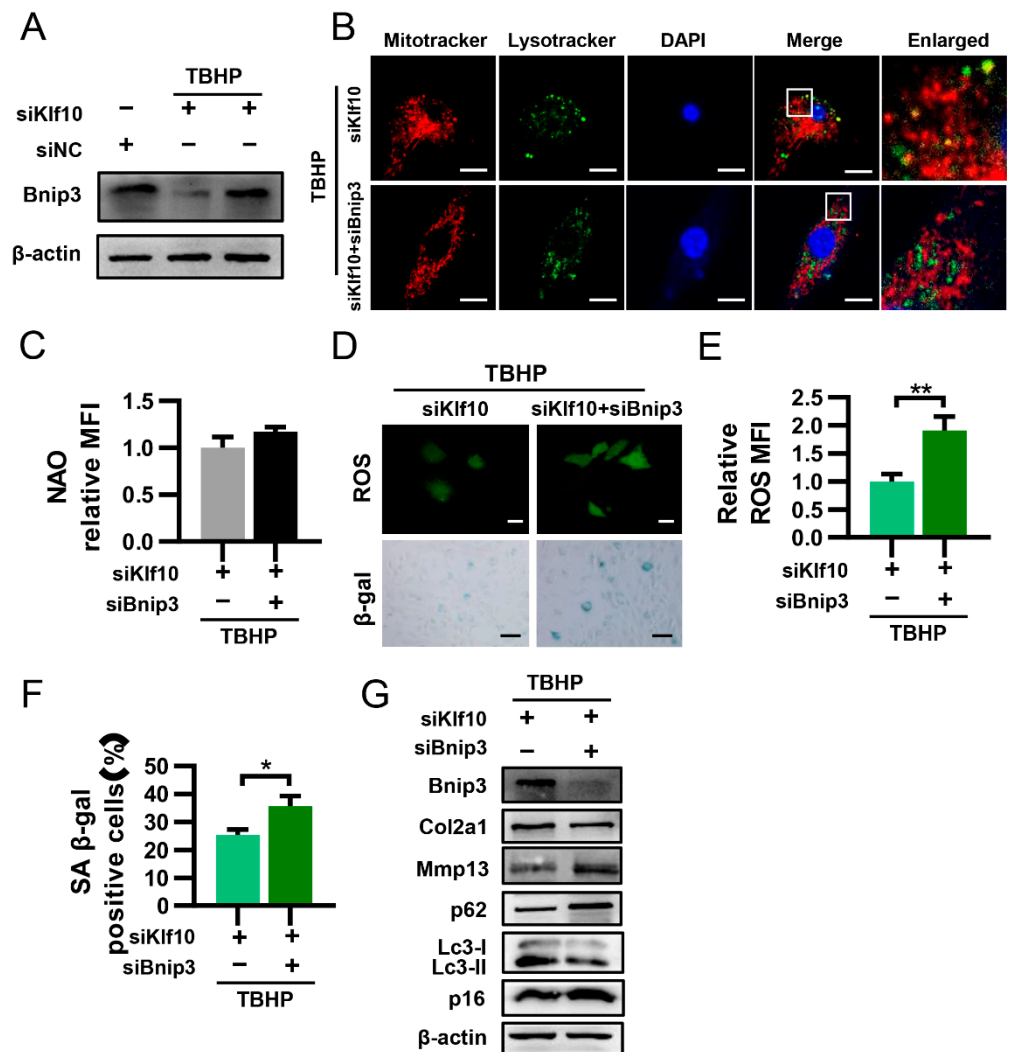 A
TBHP
siKlf10 − + +
siNC + − −
Bnip3
β-actin
B
Mitotracker Lysotracker DAPI Merge Enlarged
TBHP
siKlf10
siKlf10+siBnip3
C
NAO
relative MFI
1.5
1.0
0.5
0.0
siKlf10 + +
siBnip3 − +
TBHP
D
TBHP
siKlf10 siKlf10+siBnip3
ROS
β-gal
E
Relative
ROS MFI
**
2.5
2.0
1.5
1.0
0.5
0.0
siKlf10 + +
siBnip3 − +
TBHP
F
SA β-gal
positive cells(%)
*
50
40
30
20
10
0
siKlf10 + +
siBnip3 − +
TBHP
G
TBHP
siKlf10 + +
siBnip3 − +
Bnip3
Col2a1
Mmp13
p62
Lc3-I
Lc3-II
p16
β-actin